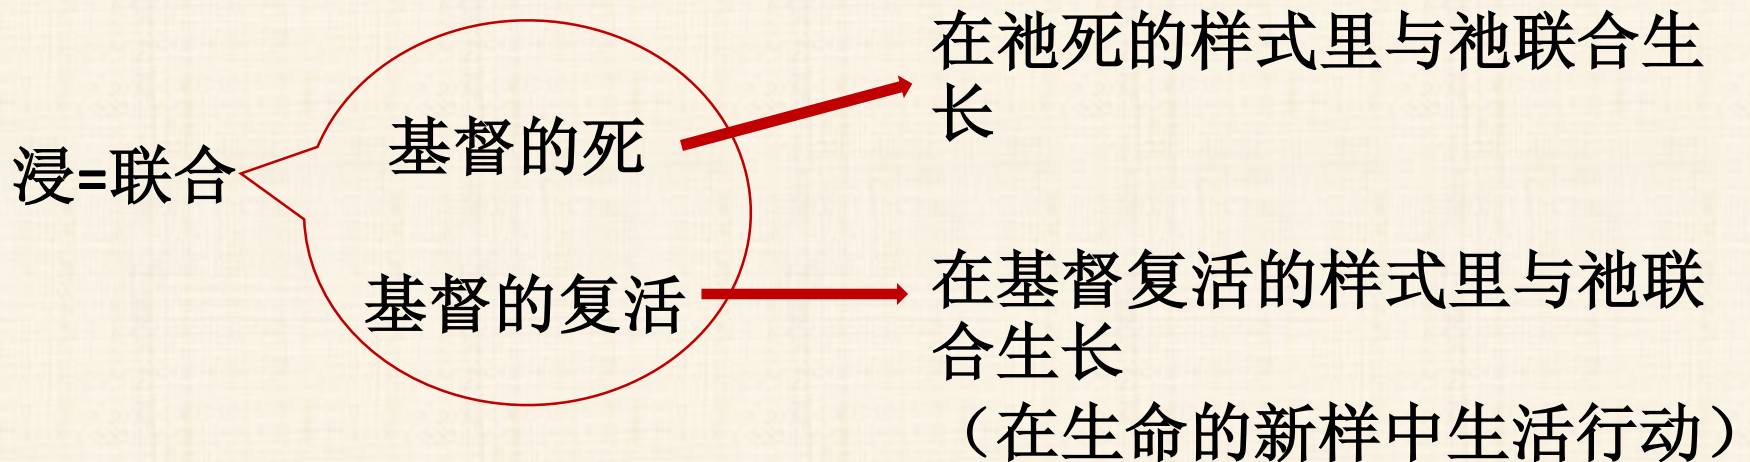 浸=联合
基督的死
基督的复活
在祂死的样式里与祂联合生
长
在基督复活的样式里与祂联
合生长
（在生命的新样中生活行动）